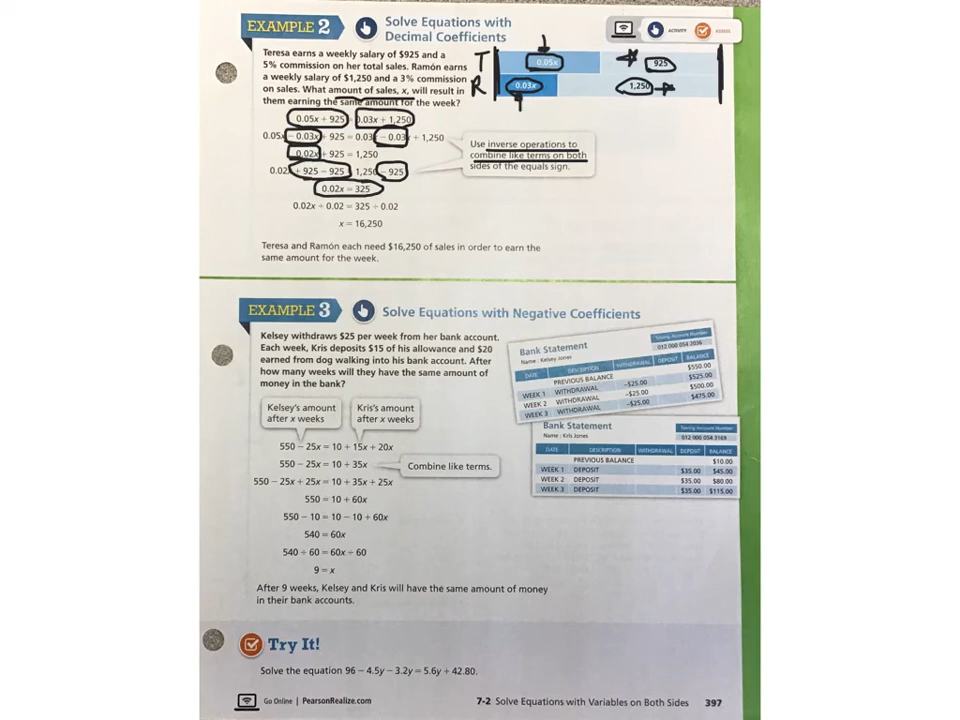 EXAMPLE 2
Solve Equations with
Decimal Coefficients
ACTIVITY
ASSESS
Teresa earns a weekly salary of $925 and a
5% commission on her total sales. Ramón earns
a weekly salary of $1,250 and a 3% commission
on sales. What amount of sales, x, will result in
them earning the same amount for the week?
T
0.05x
925
R
0.03x
1,250
0.05x + 925 = 0.03x + 1,250
0.05x − 0.03x + 925 = 0.03x − 0.03x + 1,250
0.02x + 925 = 1,250
0.02x + 925 − 925 = 1,250 − 925
0.02x = 325
0.02x ÷ 0.02 = 325 ÷ 0.02
x = 16,250
Use inverse operations to
combine like terms on both
sides of the equals sign.
Teresa and Ramón each need $16,250 of sales in order to earn the
same amount for the week.
EXAMPLE 3
Solve Equations with Negative Coefficients
Kelsey withdraws $25 per week from her bank account.
Each week, Kris deposits $15 of his allowance and $20
earned from dog walking into his bank account. After
how many weeks will they have the same amount of
money in the bank?
Bank Statement
Name: Kelsey Jones
Saving Account Number
012 000 054 2036
DATE DESCRIPTION WITHDRAWAL DEPOSIT BALANCE
PREVIOUS BALANCE $550.00
WEEK 1 WITHDRAWAL −$25.00 $525.00
WEEK 2 WITHDRAWAL −$25.00 $500.00
WEEK 3 WITHDRAWAL −$25.00 $475.00
Bank Statement
Name: Kris Jones
Saving Account Number
012 000 054 3169
DATE DESCRIPTION WITHDRAWAL DEPOSIT BALANCE
PREVIOUS BALANCE $10.00
WEEK 1 DEPOSIT $35.00 $45.00
WEEK 2 DEPOSIT $35.00 $80.00
WEEK 3 DEPOSIT $35.00 $115.00
Kelsey's amount
after x weeks
Kris's amount
after x weeks
550 − 25x = 10 + 15x + 20x
550 − 25x = 10 + 35x
Combine like terms.
550 − 25x + 25x = 10 + 35x + 25x
550 = 10 + 60x
550 − 10 = 10 − 10 + 60x
540 = 60x
540 ÷ 60 = 60x ÷ 60
9 = x
After 9 weeks, Kelsey and Kris will have the same amount of money
in their bank accounts.
Try It!
Solve the equation 96 − 4.5y − 3.2y = 5.6y + 42.80.
Go Online | PearsonRealize.com
7-2 Solve Equations with Variables on Both Sides 397